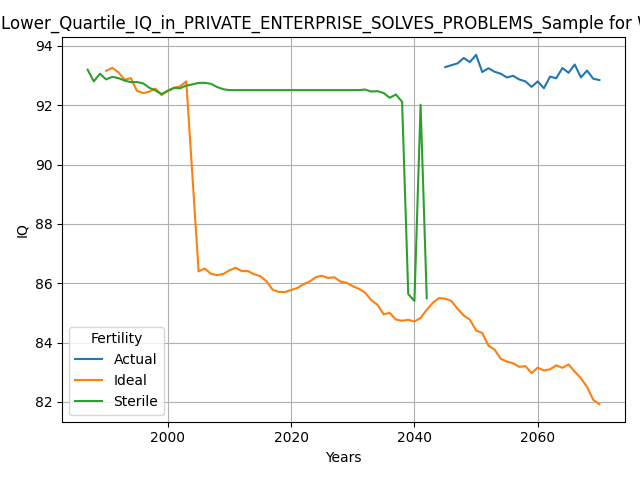 Lower_Quartile_IQ_in_PRIVATE_ENTERPRISE_SOLVES_PROBLEMS_Sample for
94
92
90
88
86
84
82
IQ
Fertility
Actual
Ideal
Sterile
2000
2020
2040
2060
Years